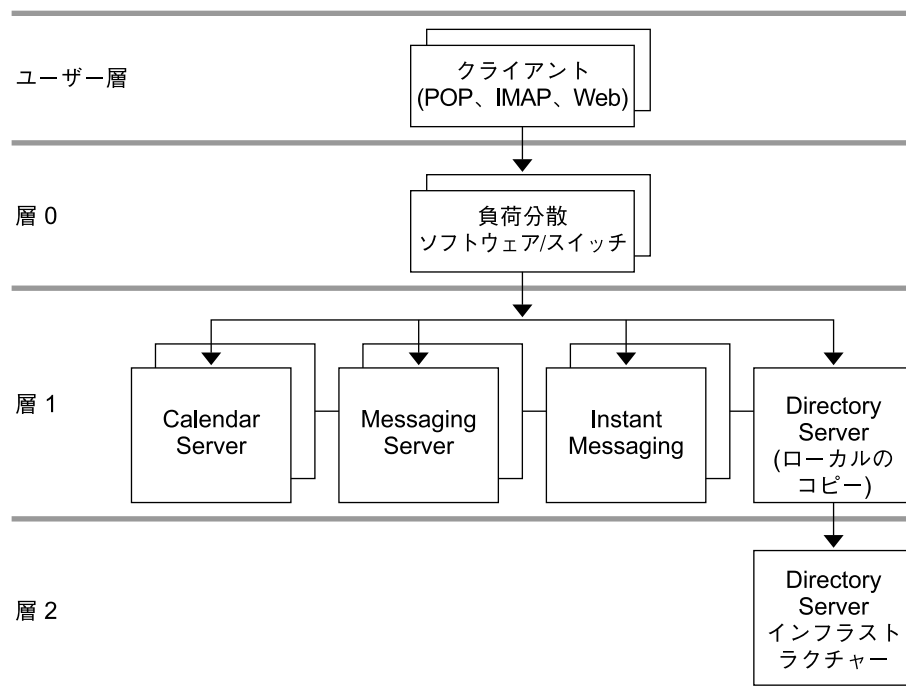 ユーザー層
クライアント
(POP、IMAP、Web)
層 0
負荷分散
ソフトウェア/スイッチ
層 1
Calendar
Server
Messaging
Server
Instant
Messaging
Directory
Server
(ローカルの
コピー)
層 2
Directory
Server
インフラスト
ラクチャー